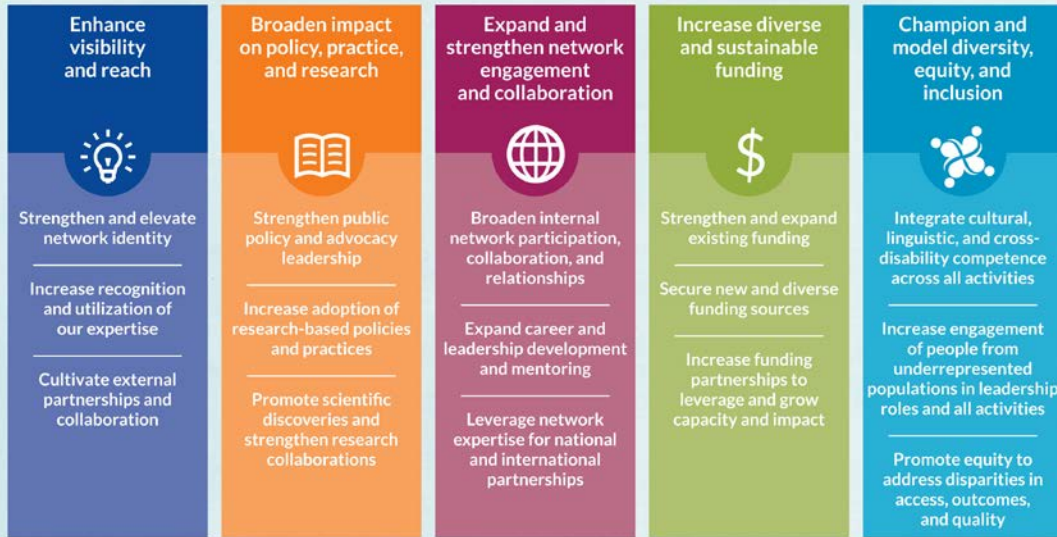 Enhance
visibility
and reach
Strengthen and elevate
network identity
Increase recognition
and utilization of
our expertise
Cultivate external
partnerships and
collaboration
Broaden impact
on policy, practice,
and research
Strengthen public
policy and advocacy
leadership
Increase adoption of
research-based policies
and practices
Promote scientific
discoveries and
strengthen research
collaborations
Expand and
strengthen network
engagement
and collaboration
Broaden internal
network participation,
collaboration, and
relationships
Expand career and
leadership development
and mentoring
Leverage network
expertise for national
and international
partnerships
Increase diverse
and sustainable
funding
$
Strengthen and expand
existing funding
Secure new and diverse
funding sources
Increase funding
partnerships to
leverage and grow
capacity and impact
Champion and
model diversity,
equity, and
inclusion
Integrate cultural,
linguistic, and cross-
disability competence
across all activities
Increase engagement
of people from
underrepresented
populations in leadership
roles and all activities
Promote equity to
address disparities in
access, outcomes,
and quality